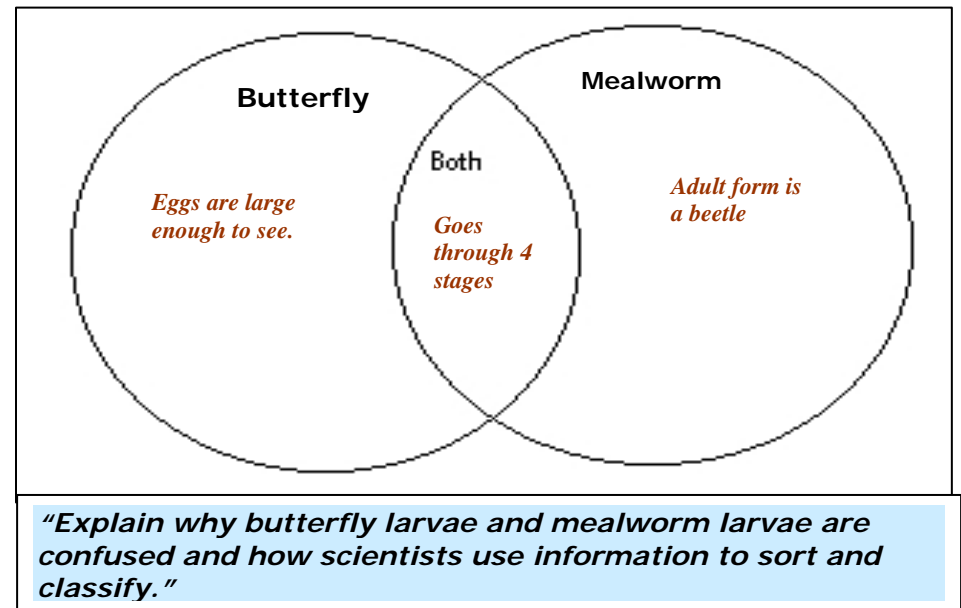 Butterfly
Mealworm
Both
Eggs are large
enough to see.
Goes
through 4
stages
Adult form is
a beetle
“Explain why butterfly larvae and mealworm larvae are
confused and how scientists use information to sort and
classify.”